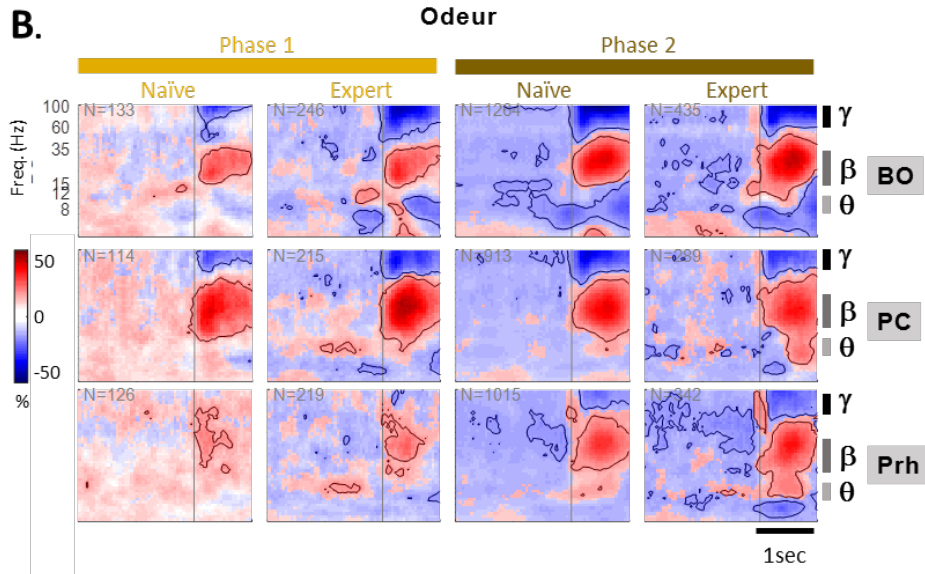 B.
Odeur
Phase 1
Phase 2
Naïve
Expert
Naïve
Expert
Freq. (Hz)
100
60
35
15
12
8
N=133
N=246
N=1264
N=435
γ
β
θ
BO
50
0
-50
%
N=114
N=215
N=913
N=289
γ
β
θ
PC
N=126
N=219
N=1015
N=342
γ
β
θ
Prh
1sec